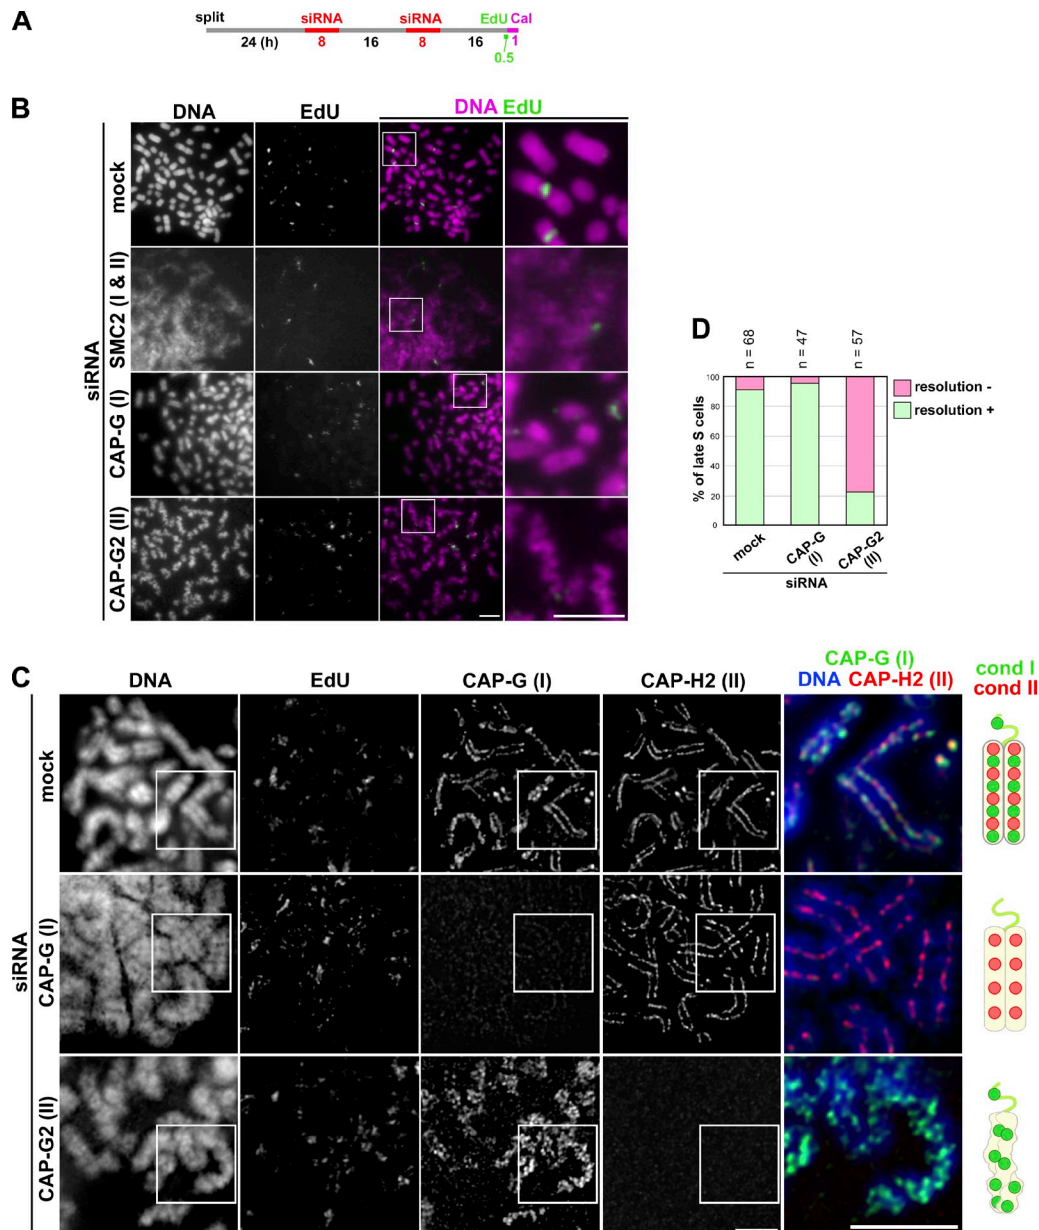 A
split
siRNA
siRNA
EdU Cal
24 (h)
8
16
8
16
1
0.5
B
DNA
EdU
DNA EdU
siRNA
mock
SMC2 (I & II)
CAP-G (I)
CAP-G2 (II)
D
n = 68
n = 47
n = 57
% of late S cells
100
80
60
40
20
0
resolution -
resolution +
mock
CAP-G
(I)
CAP-G2
(II)
siRNA
C
DNA
EdU
CAP-G (I)
CAP-H2 (II)
CAP-G (I)
DNA CAP-H2 (II)
cond I
cond II
siRNA
mock
CAP-G (I)
CAP-G2 (II)